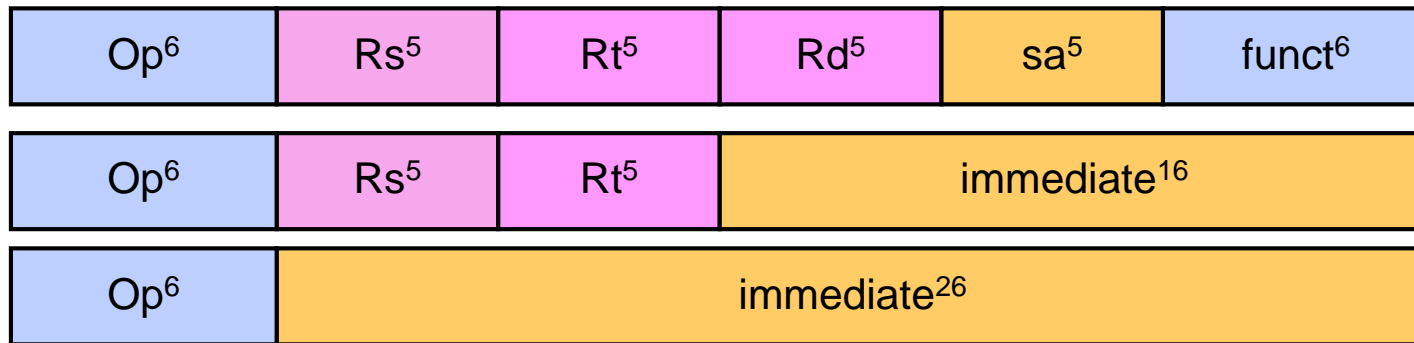 Op⁶ Rs⁵ Rt⁵ Rd⁵ sa⁵ funct⁶
Op⁶ Rs⁵ Rt⁵ immediate¹⁶
Op⁶ immediate²⁶